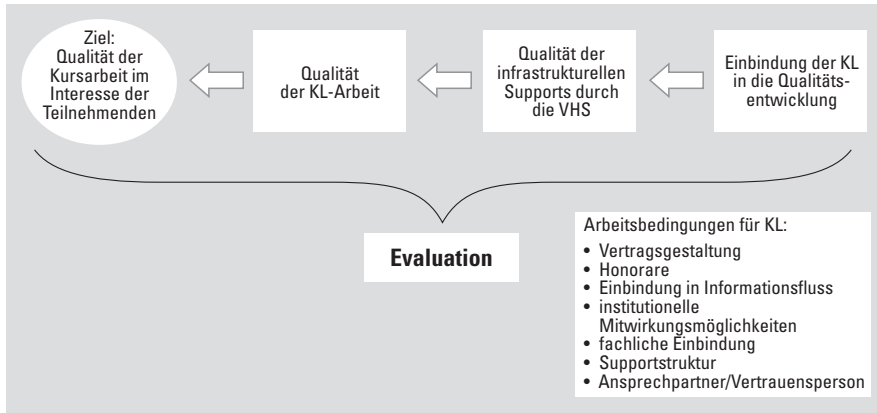 Ziel:
Qualität der
Kursarbeit im
Interesse der
Teilnehmenden
Qualität
der KL-Arbeit
Qualität der
infrastrukturellen
Supports durch
die VHS
Einbindung der KL
in die Qualitäts-
entwicklung
Evaluation
Arbeitsbedingungen für KL:
• Vertragsgestaltung
• Honorare
• Einbindung in Informationsfluss
• institutionelle
Mitwirkungsmöglichkeiten
• fachliche Einbindung
• Supportstruktur
• Ansprechpartner/Vertrauensperson